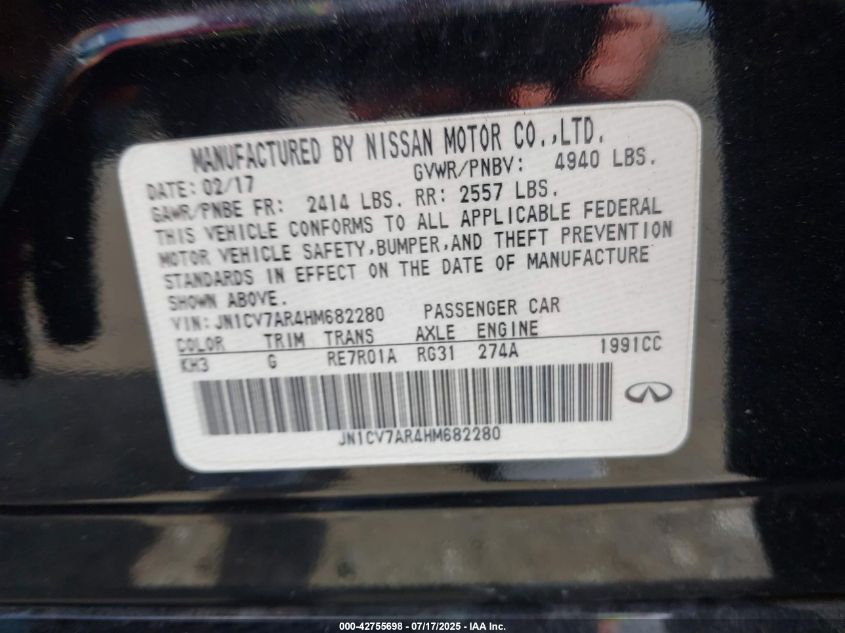 MANUFACTURED BY NISSAN MOTOR CO.,LTD.
DATE: 02/17 GVWR/PNBV: 4940 LBS.
GAWR/PNBE FR: 2414 LBS. RR: 2557 LBS.
THIS VEHICLE CONFORMS TO ALL APPLICABLE FEDERAL
MOTOR VEHICLE SAFETY,BUMPER,AND THEFT PREVENTION
STANDARDS IN EFFECT ON THE DATE OF MANUFACTURE
SHOWN ABOVE.
VIN:JN1CV7AR4HM682280 PASSENGER CAR
COLOR TRIM TRANS AXLE ENGINE
KH3 G RE7R01A RG31 274A 1991CC
JN1CV7AR4HM682280
000-42755698 - 07/17/2025 - IAA Inc.